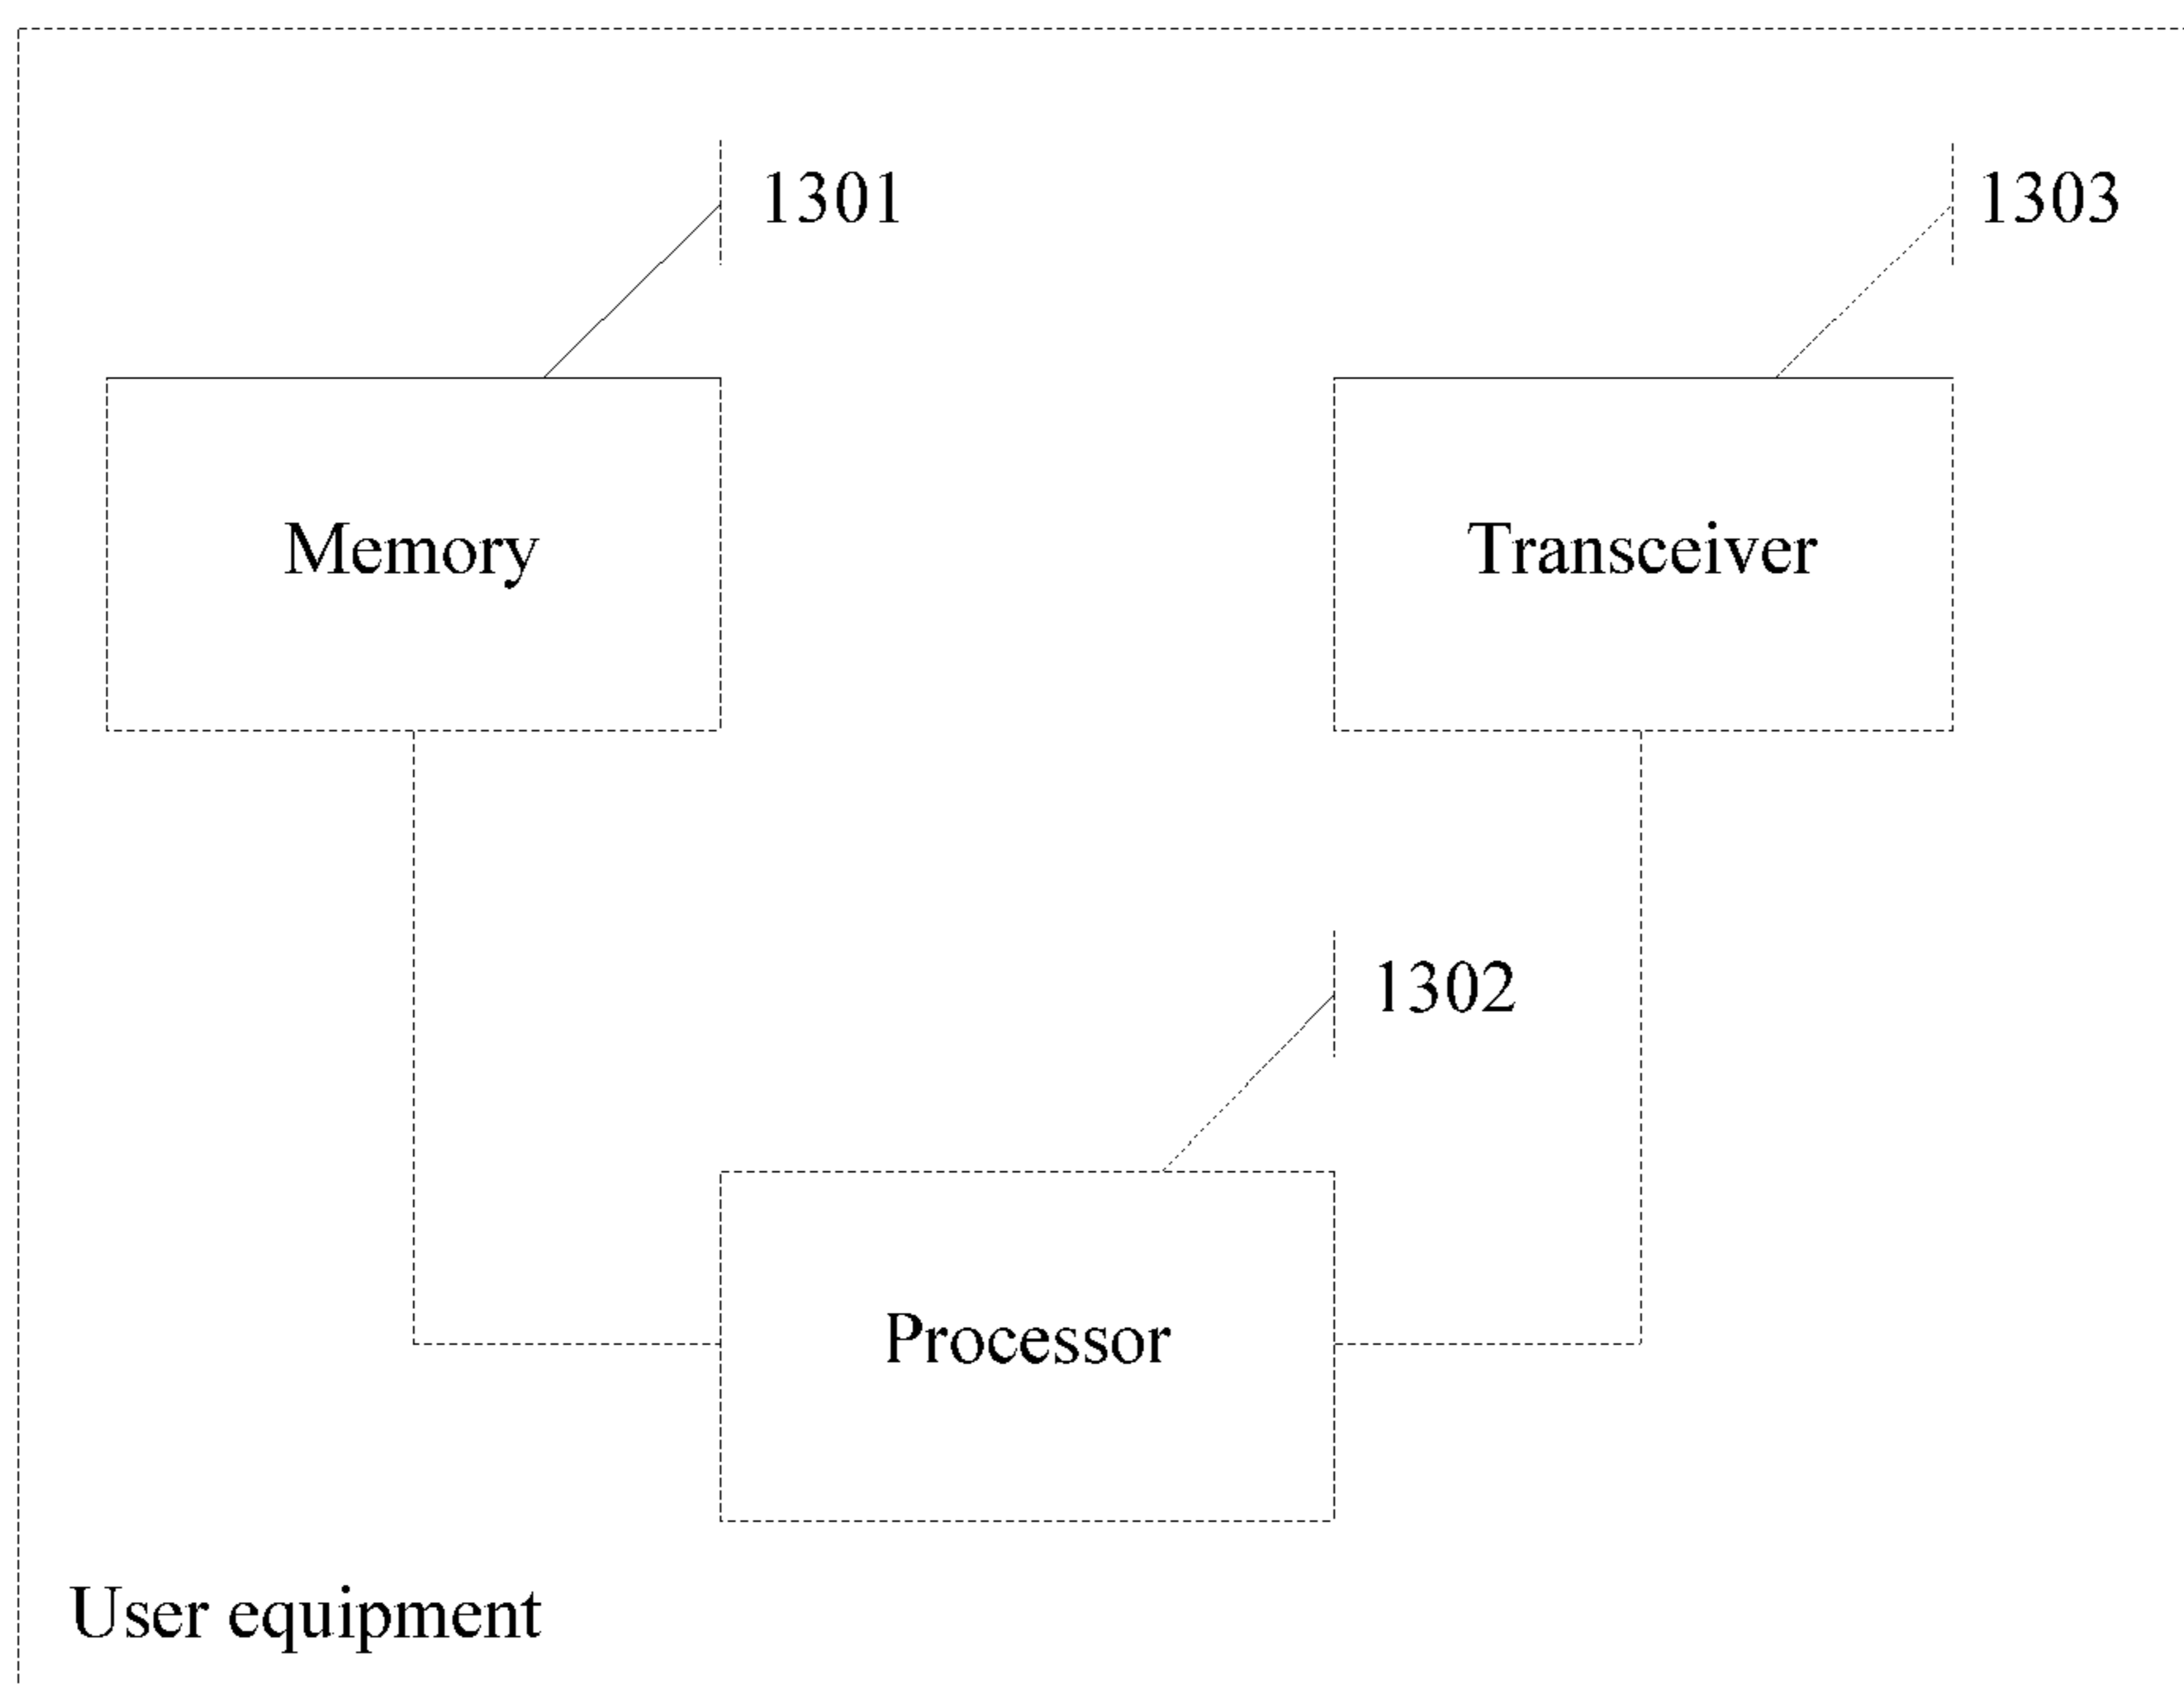 1301
1303
Memory
Transceiver
1302
Processor
User equipment